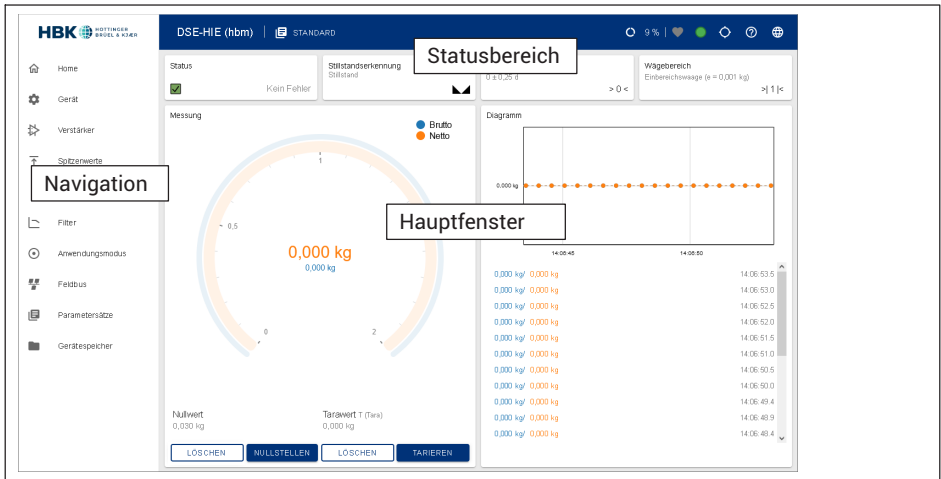 HBK HOTTINGER BRÜEL & KJÆR
DSE-HIE (hbm) | STANDARD
9 % |
Statusbereich
Home
Gerät
Verstärker
Spitzenwerte
Navigation
Filter
Anwendungsmodus
Feldbus
Parametersätze
Gerätespeicher
Status
Kein Fehler
Stillstandserkennung
Stillstand
0 ± 0,25 d
> 0 <
Wägebereich
Einbereichswaage (e = 0,001 kg)
>| 1 |<
Messung
Brutto
Netto
1
0,5
0,000 kg
0,000 kg
0
2
Hauptfenster
Nullwert
0,030 kg
Tarawert T (Tara)
0,000 kg
LÖSCHEN
NULLSTELLEN
LÖSCHEN
TARIEREN
Diagramm
0,000 kg
14:06:45
14:06:50
0,000 kg/ 0,000 kg 14:06:53.5
0,000 kg/ 0,000 kg 14:06:53.0
0,000 kg/ 0,000 kg 14:06:52.5
0,000 kg/ 0,000 kg 14:06:52.0
0,000 kg/ 0,000 kg 14:06:51.5
0,000 kg/ 0,000 kg 14:06:51.0
0,000 kg/ 0,000 kg 14:06:50.5
0,000 kg/ 0,000 kg 14:06:50.0
0,000 kg/ 0,000 kg 14:06:49.4
0,000 kg/ 0,000 kg 14:06:48.9
0,000 kg/ 0,000 kg 14:06:48.4